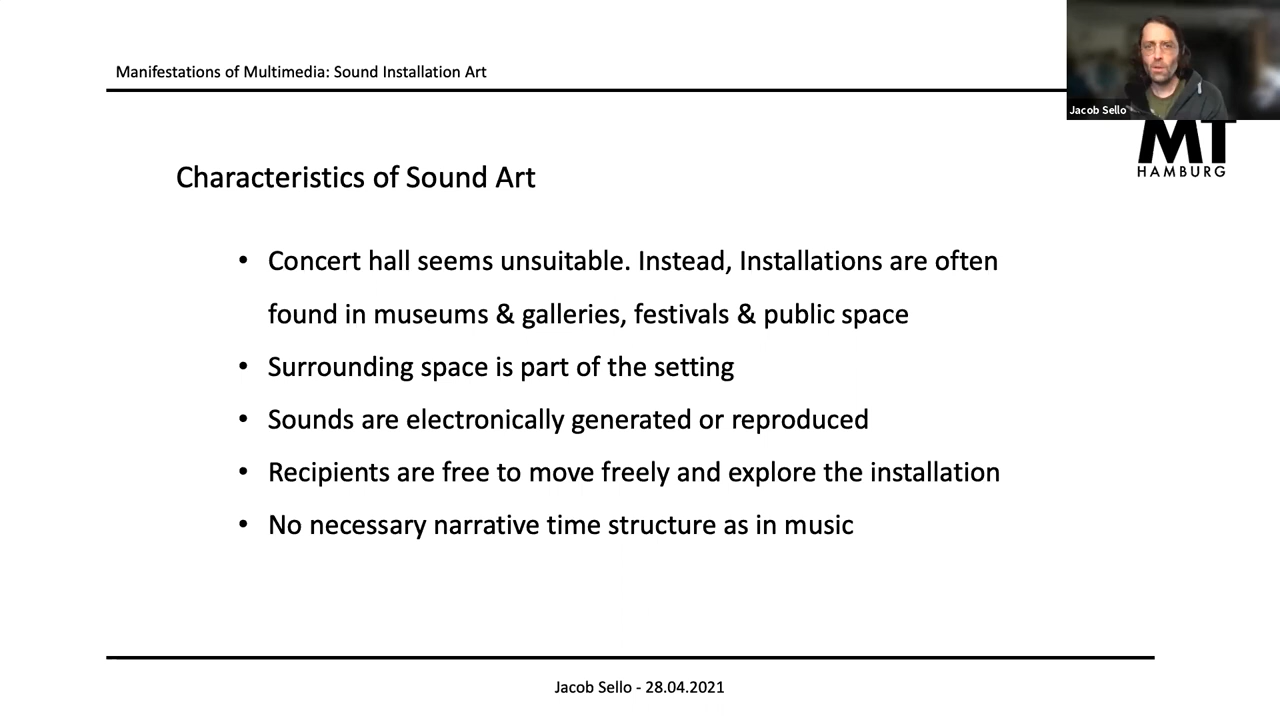 Manifestations of Multimedia: Sound Installation Art
Jacob Sello
MT
HAMBURG
Characteristics of Sound Art
• Concert hall seems unsuitable. Instead, Installations are often
found in museums & galleries, festivals & public space
• Surrounding space is part of the setting
• Sounds are electronically generated or reproduced
• Recipients are free to move freely and explore the installation
• No necessary narrative time structure as in music
Jacob Sello - 28.04.2021